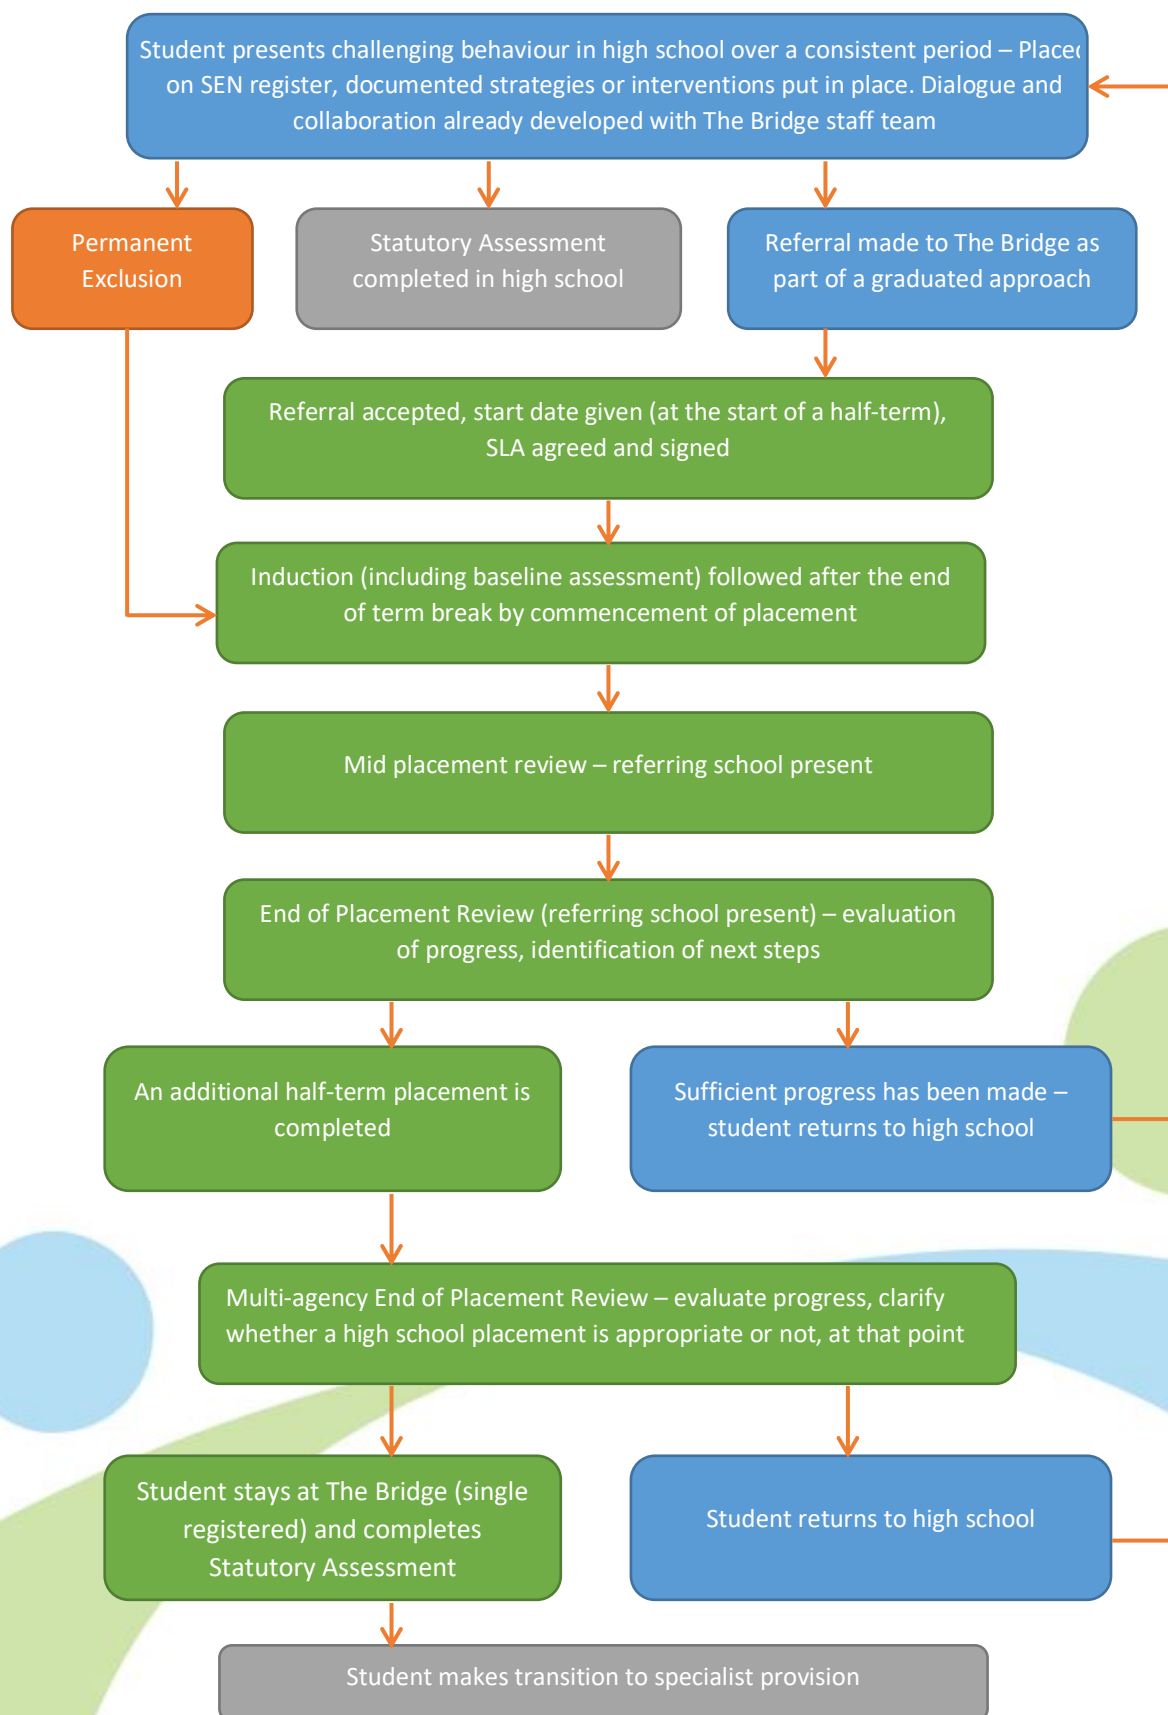 Student presents challenging behaviour in high school over a consistent period – Placed
on SEN register, documented strategies or interventions put in place. Dialogue and
collaboration already developed with The Bridge staff team
Permanent
Exclusion
Statutory Assessment
completed in high school
Referral made to The Bridge as
part of a graduated approach
Referral accepted, start date given (at the start of a half-term),
SLA agreed and signed
Induction (including baseline assessment) followed after the end
of term break by commencement of placement
Mid placement review – referring school present
End of Placement Review (referring school present) – evaluation
of progress, identification of next steps
An additional half-term placement is
completed
Sufficient progress has been made –
student returns to high school
Multi-agency End of Placement Review – evaluate progress, clarify
whether a high school placement is appropriate or not, at that point
Student stays at The Bridge (single
registered) and completes
Statutory Assessment
Student returns to high school
Student makes transition to specialist provision